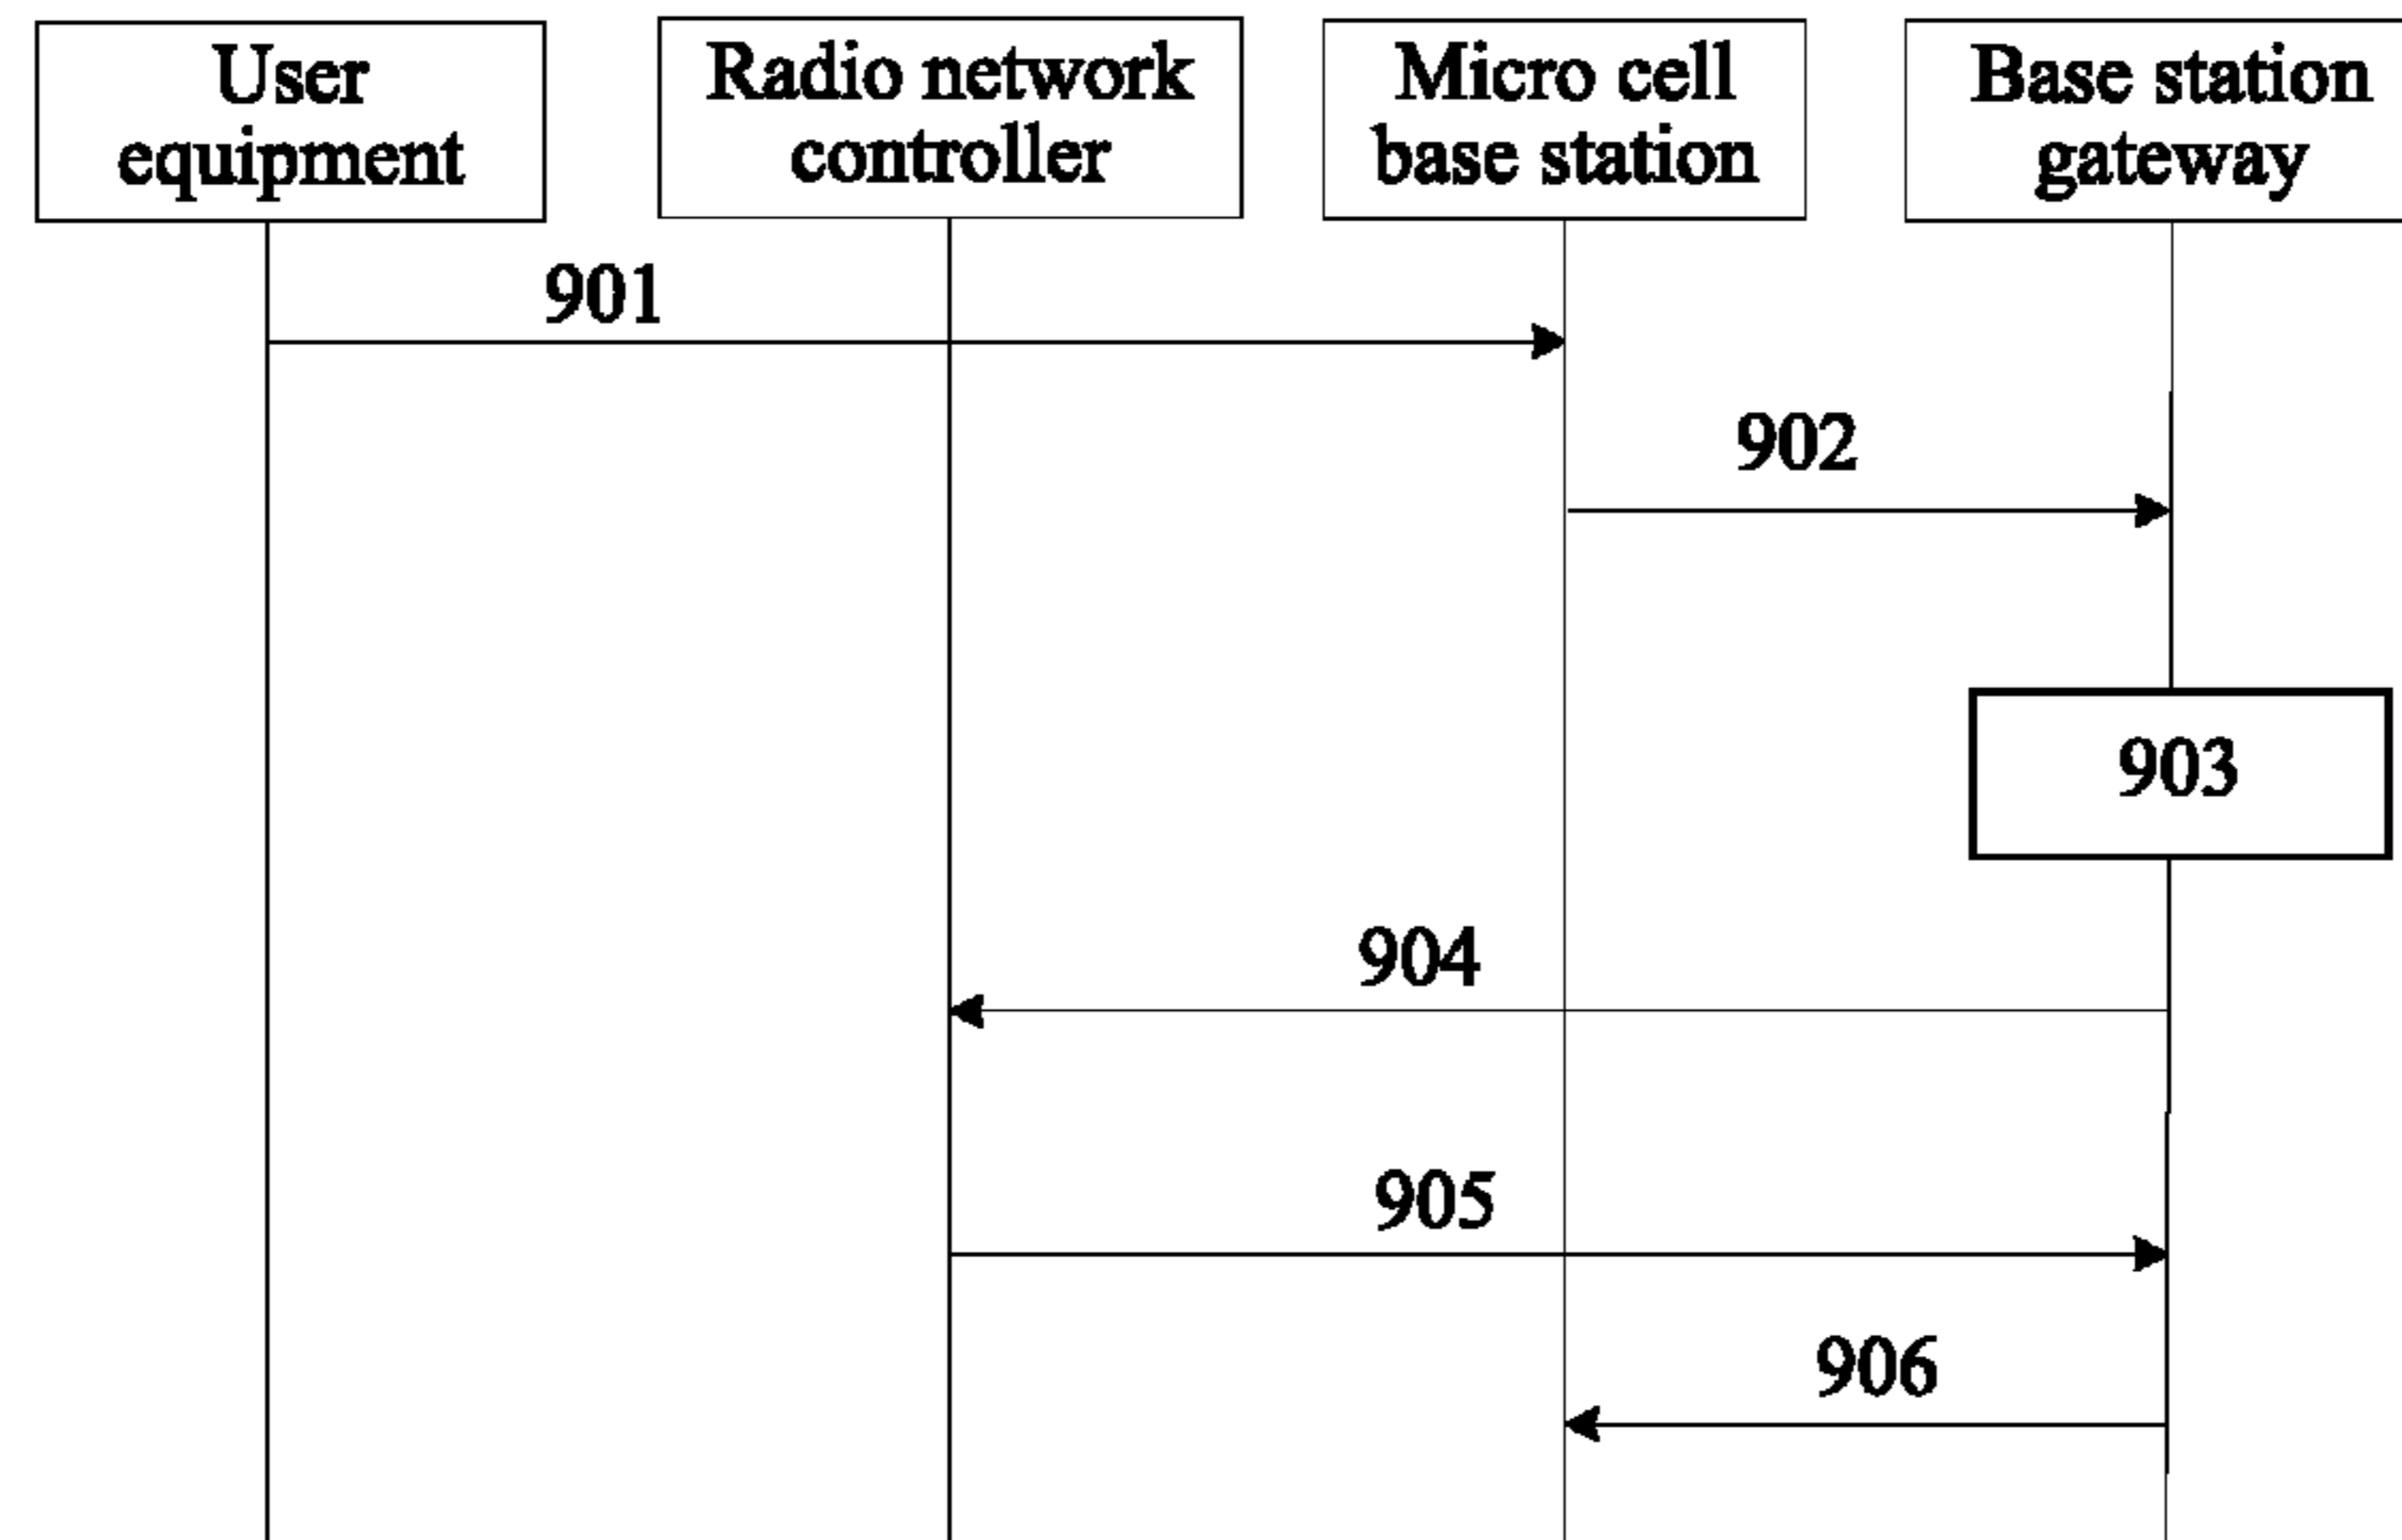 User
equipment
Radio network
controller
Micro cell
base station
Base station
gateway
901
902
903
904
905
906